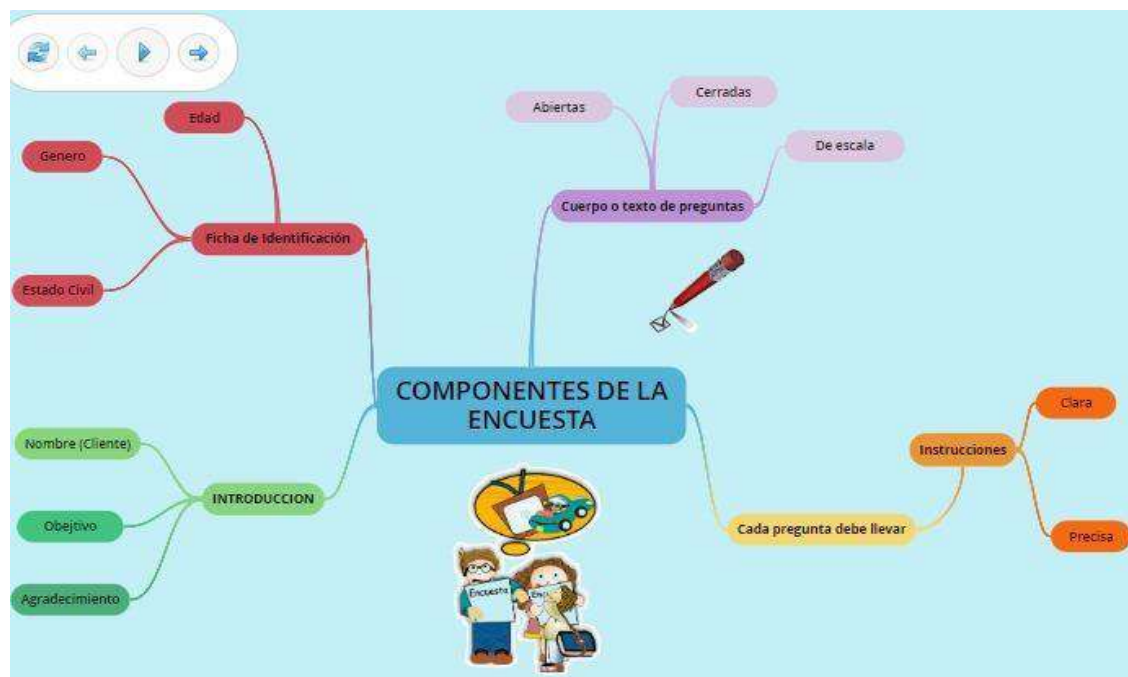 Edad
Genero
Ficha de Identificación
Estado Civil
Abiertas
Cerradas
De escala
Cuerpo o texto de preguntas
COMPONENTES DE LA
ENCUESTA
Nombre (Cliente)
INTRODUCCION
Obejtivo
Agradecimiento
Clara
Instrucciones
Cada pregunta debe llevar
Precisa
Encuesta